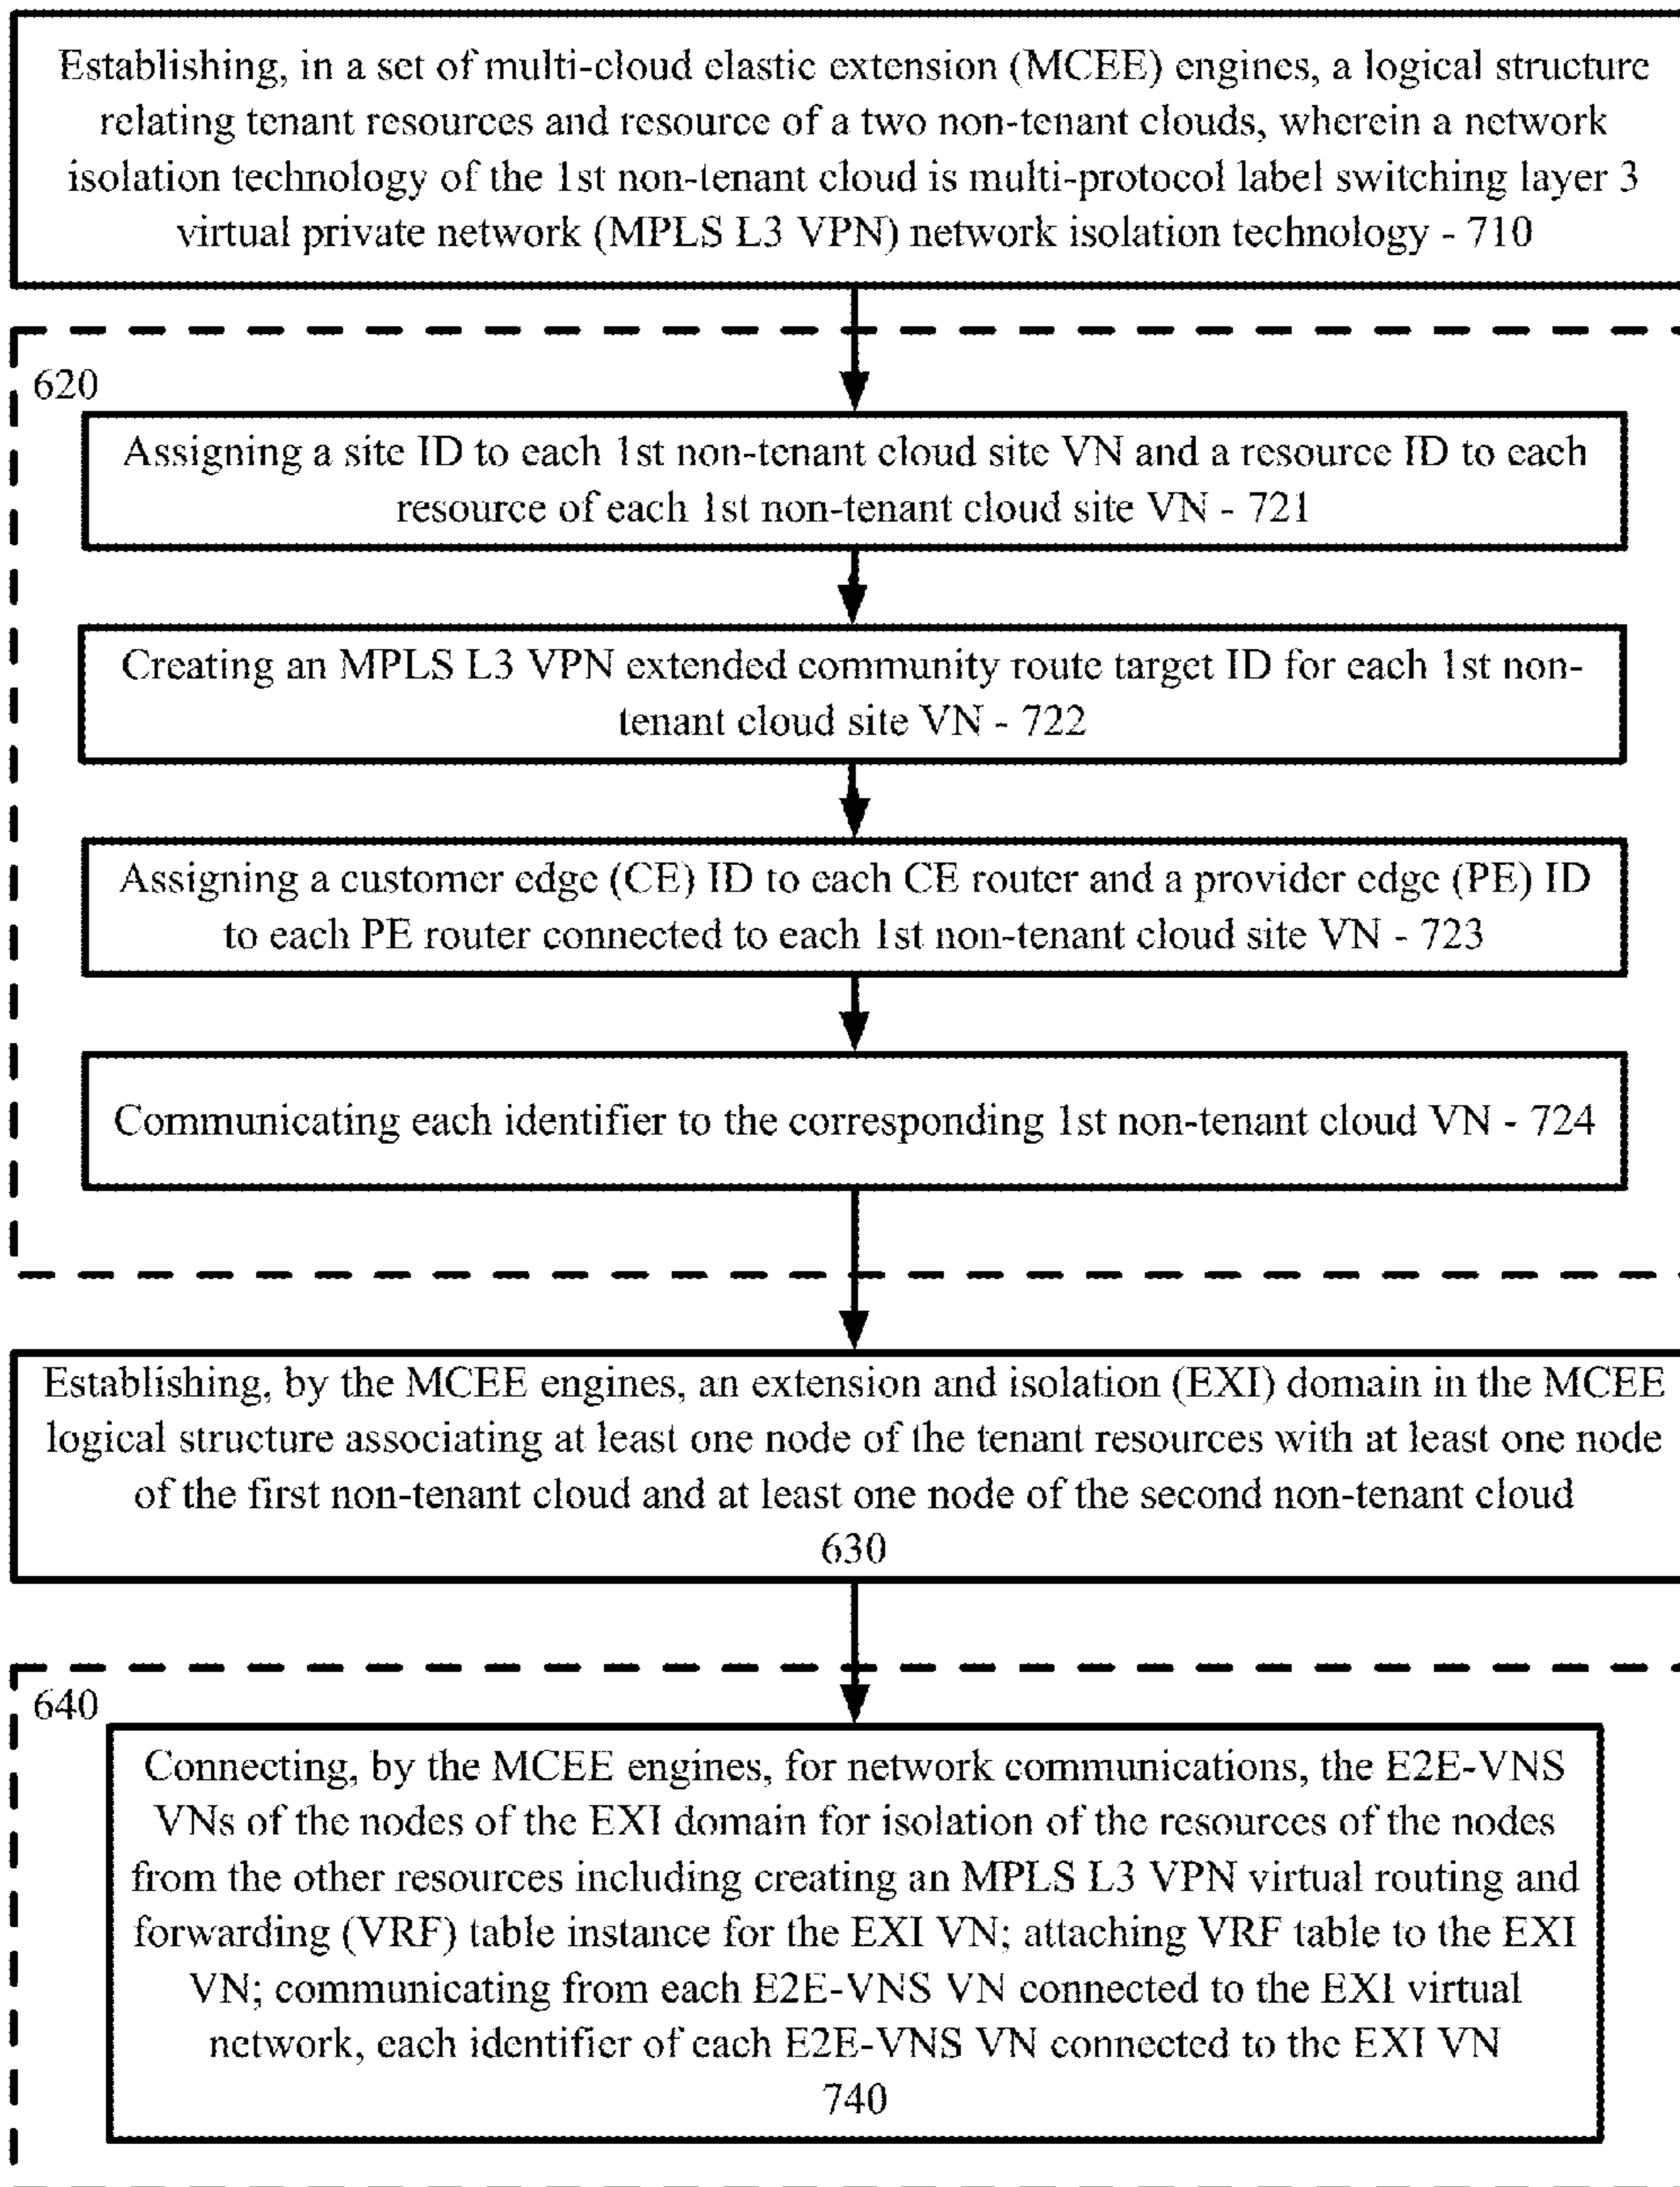 Establishing, in a set of multi-cloud elastic extension (MCEE) engines, a logical structure
relating tenant resources and resource of a two non-tenant clouds, wherein a network
isolation technology of the 1st non-tenant cloud is multi-protocol label switching layer 3
virtual private network (MPLS L3 VPN) network isolation technology - 710
620
Assigning a site ID to each 1st non-tenant cloud site VN and a resource ID to each
resource of each 1st non-tenant cloud site VN - 721
Creating an MPLS L3 VPN extended community route target ID for each 1st non-
tenant cloud site VN - 722
Assigning a customer edge (CE) ID to each CE router and a provider edge (PE) ID
to each PE router connected to each 1st non-tenant cloud site VN - 723
Communicating each identifier to the corresponding 1st non-tenant cloud VN - 724
Establishing, by the MCEE engines, an extension and isolation (EXI) domain in the MCEE
logical structure associating at least one node of the tenant resources with at least one node
of the first non-tenant cloud and at least one node of the second non-tenant cloud
630
640
Connecting, by the MCEE engines, for network communications, the E2E-VNS
VNs of the nodes of the EXI domain for isolation of the resources of the nodes
from the other resources including creating an MPLS L3 VPN virtual routing and
forwarding (VRF) table instance for the EXI VN; attaching VRF table to the EXI
VN; communicating from each E2E-VNS VN connected to the EXI virtual
network, each identifier of each E2E-VNS VN connected to the EXI VN
740